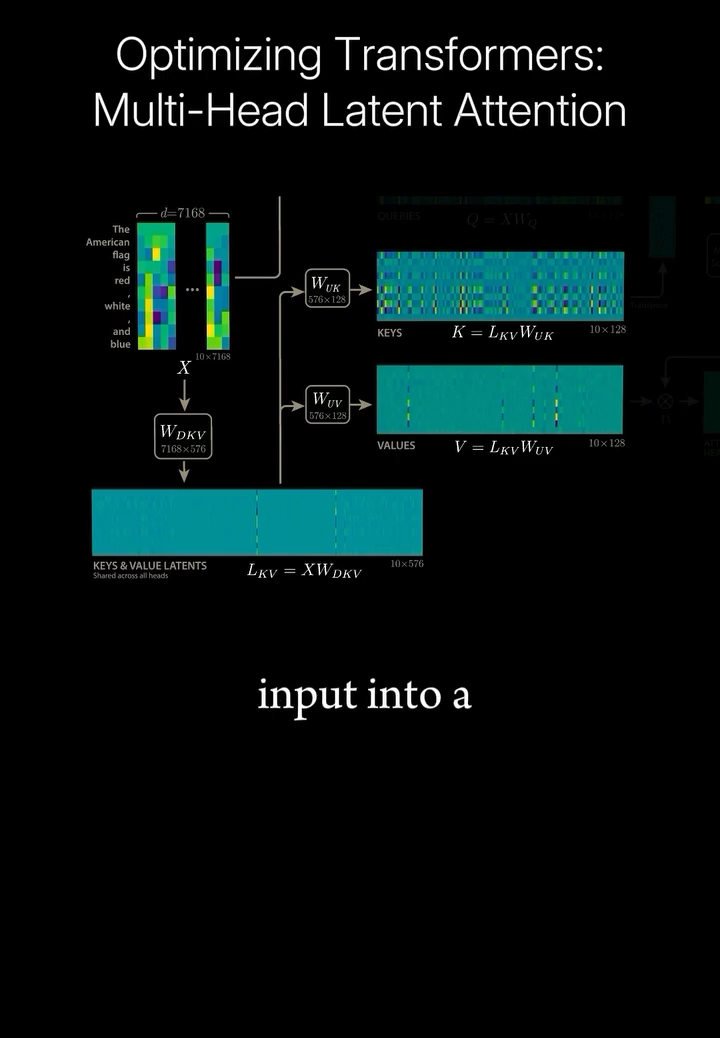 Optimizing Transformers:
Multi-Head Latent Attention
d=7168
The
American
flag
is
red
,
white
,
and
blue
...
10×7168
X
W_DKV
7168×576
QUERIES
Q = XW_Q
W_UK
576×128
KEYS
K = L_KV W_UK
10×128
W_UV
576×128
VALUES
V = L_KV W_UV
10×128
KEYS & VALUE LATENTS
Shared across all heads
L_KV = XW_DKV
10×576
input into a